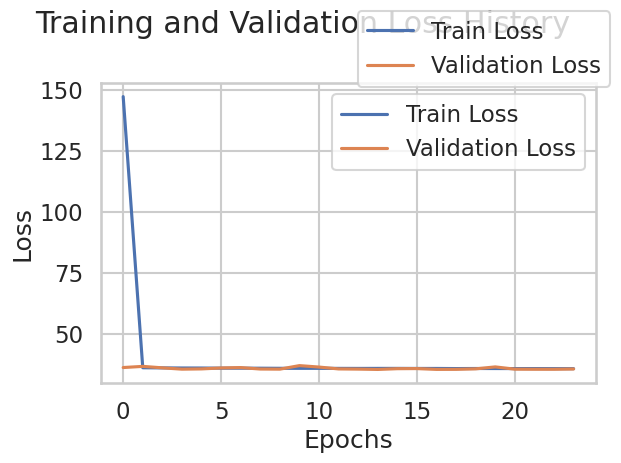 Training and Validation Loss History
Train Loss
Validation Loss
Train Loss
Validation Loss
150
125
100
75
50
Loss
0 5 10 15 20
Epochs